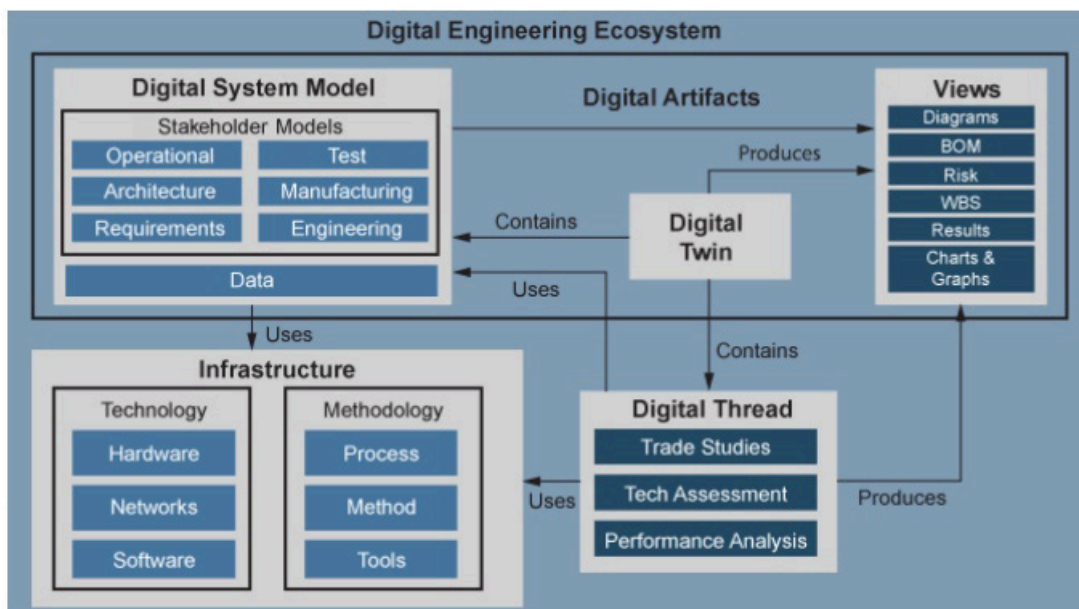 Digital Engineering Ecosystem
Digital System Model
Stakeholder Models
Operational
Test
Architecture
Manufacturing
Requirements
Engineering
Data
Digital Artifacts
Produces
Contains
Digital
Twin
Uses
Contains
Views
Diagrams
BOM
Risk
WBS
Results
Charts &
Graphs
Uses
Infrastructure
Technology
Hardware
Networks
Software
Methodology
Process
Method
Tools
Uses
Digital Thread
Trade Studies
Tech Assessment
Performance Analysis
Produces